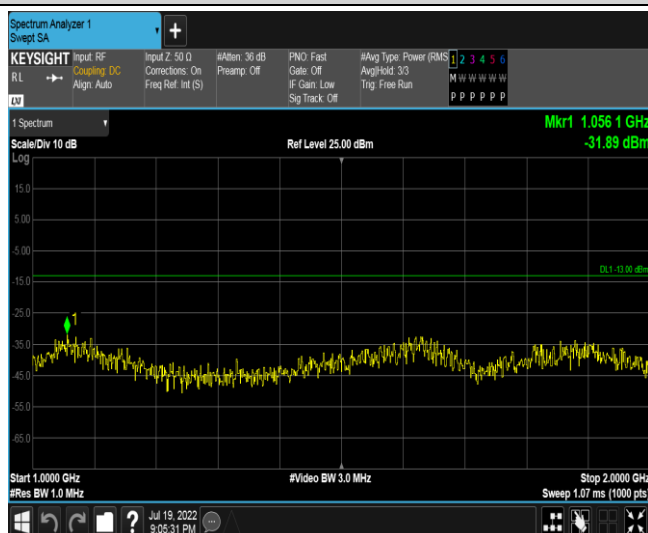 Spectrum Analyzer 1
Swept SA
+
KEYSIGHT
RL
LXI
Input: RF
Coupling: DC
Align: Auto
Input Z: 50 Ω
Corrections: On
Freq Ref: Int (S)
#Atten: 36 dB
Preamp: Off
PNO: Fast
Gate: Off
IF Gain: Low
Sig Track: Off
#Avg Type: Power (RMS
Avg|Hold: 3/3
Trig: Free Run
1 2 3 4 5 6
M W W W W W
P P P P P P
1 Spectrum
Scale/Div 10 dB
Ref Level 25.00 dBm
Mkr1 1.056 1 GHz
-31.89 dBm
Log
15.0
5.00
-5.00
DL1 -13.00 dBm
-15.0
1
-25.0
-35.0
-45.0
-55.0
-65.0
Start 1.0000 GHz
#Video BW 3.0 MHz
Stop 2.0000 GHz
#Res BW 1.0 MHz
Sweep 1.07 ms (1000 pts)
?
Jul 19, 2022
9:05:31 PM